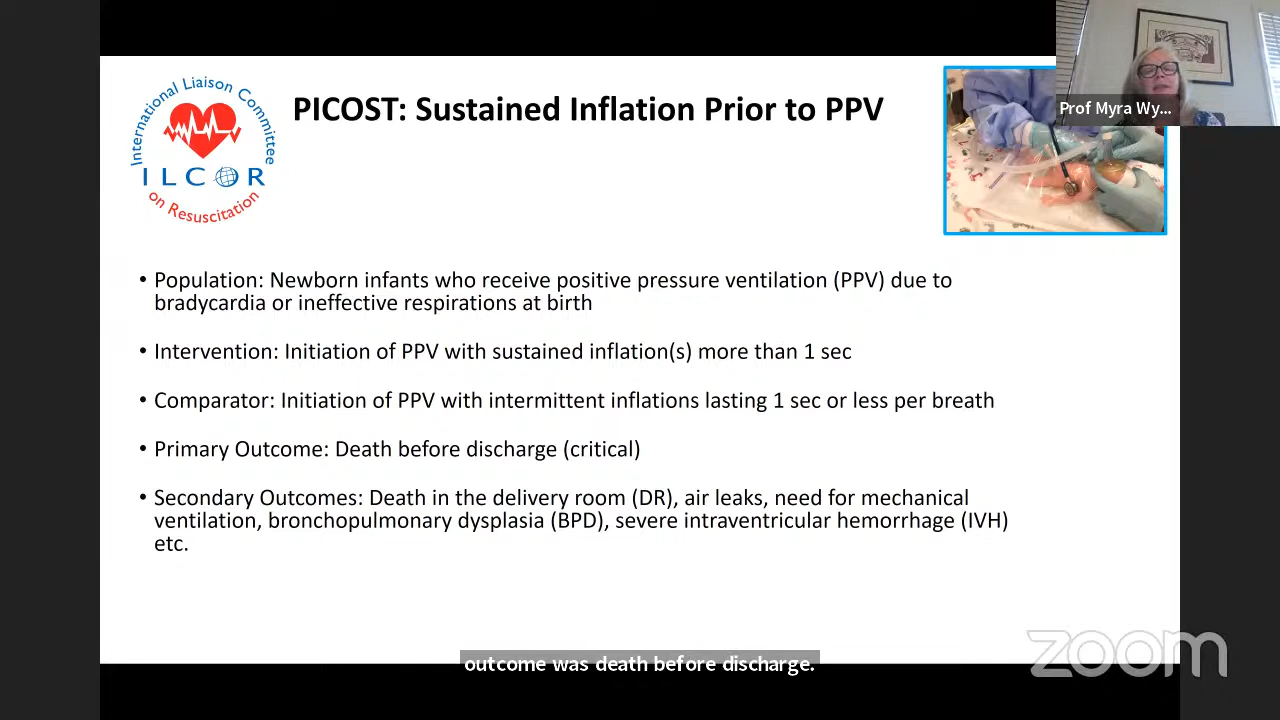 International Liaison Committee
ILCOR
on Resuscitation
PICOST: Sustained Inflation Prior to PPV
Prof Myra Wy...
• Population: Newborn infants who receive positive pressure ventilation (PPV) due to
bradycardia or ineffective respirations at birth
• Intervention: Initiation of PPV with sustained inflation(s) more than 1 sec
• Comparator: Initiation of PPV with intermittent inflations lasting 1 sec or less per breath
• Primary Outcome: Death before discharge (critical)
• Secondary Outcomes: Death in the delivery room (DR), air leaks, need for mechanical
ventilation, bronchopulmonary dysplasia (BPD), severe intraventricular hemorrhage (IVH)
etc.
zoom
outcome was death before discharge.